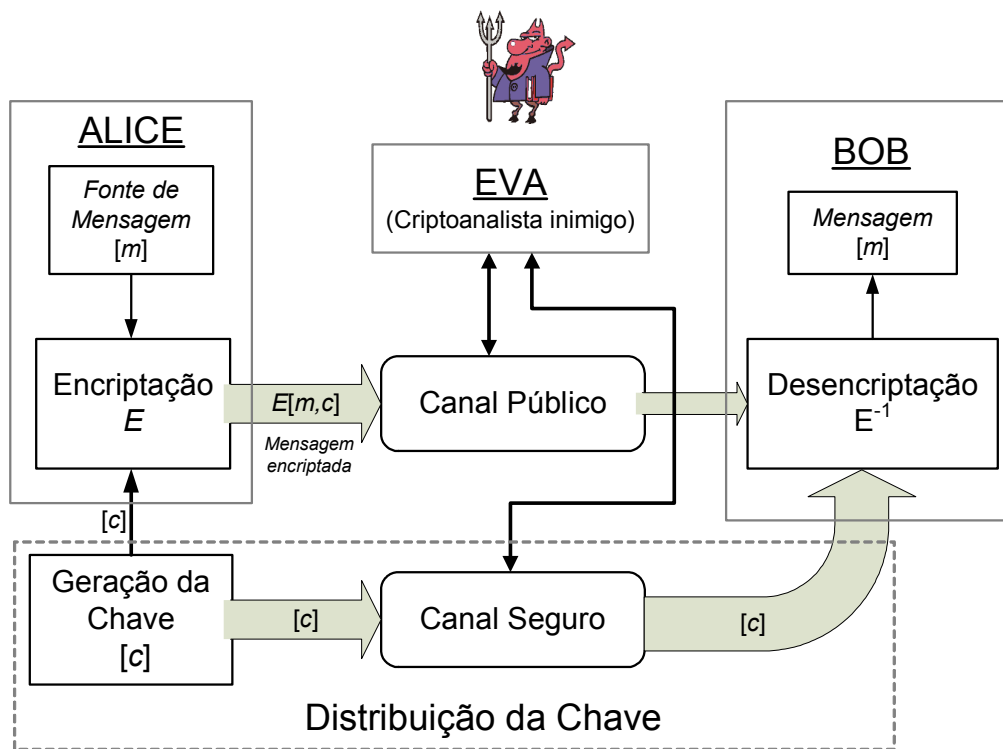 ALICE
Fonte de
Mensagem
[m]
Encriptação
E
[c]
E[m,c]
Mensagem
encriptada
EVA
(Criptoanalista inimigo)
Canal Público
BOB
Mensagem
[m]
Desencriptação
E⁻¹
Geração da
Chave
[c]
[c]
Canal Seguro
[c]
Distribuição da Chave